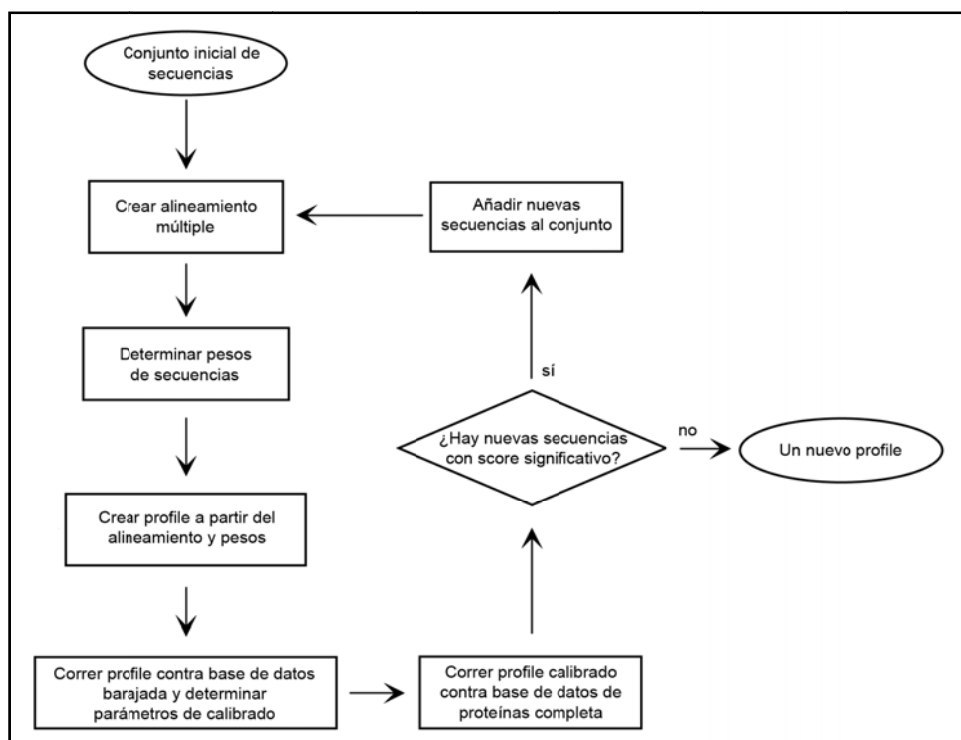 Conjunto inicial de
secuencias
Crear alineamiento
múltiple
Añadir nuevas
secuencias al conjunto
Determinar pesos
de secuencias
sí
¿Hay nuevas secuencias
con score significativo?
no
Un nuevo profile
Crear profile a partir del
alineamiento y pesos
Correr profile contra base de datos
barajada y determinar
parámetros de calibrado
Correr profile calibrado
contra base de datos de
proteínas completa